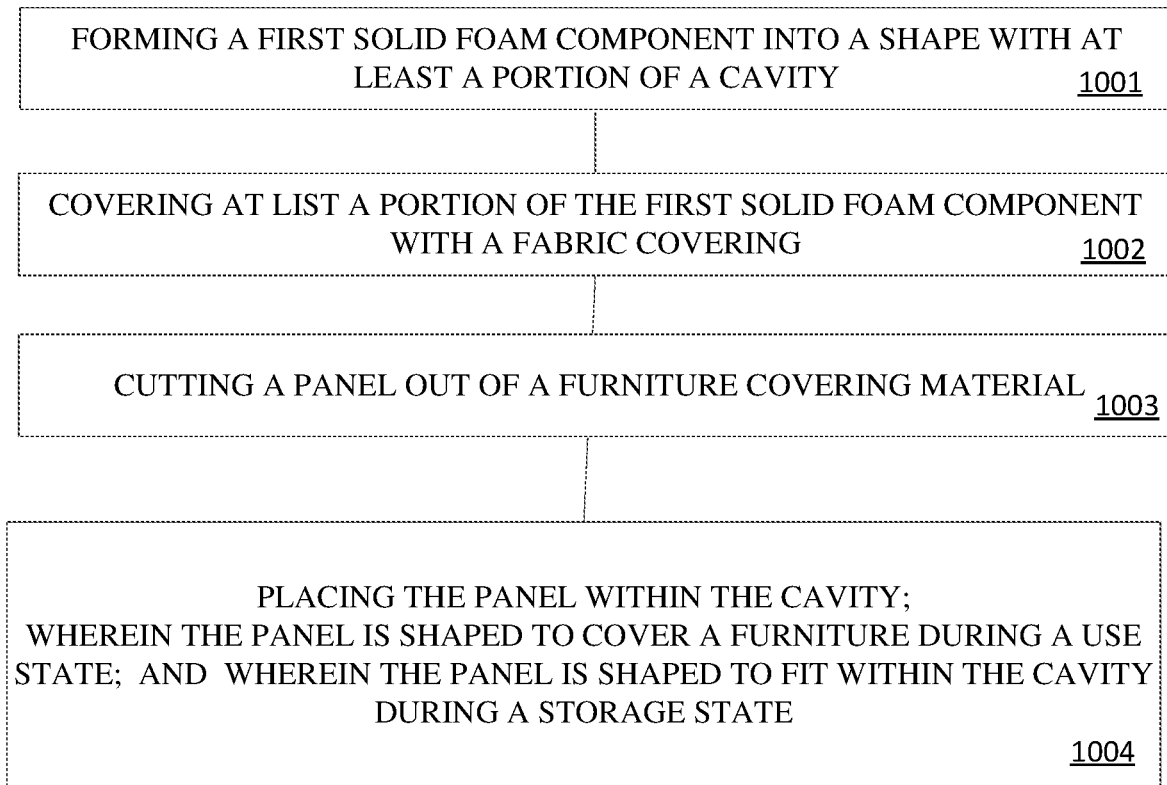 FORMING A FIRST SOLID FOAM COMPONENT INTO A SHAPE WITH AT
LEAST A PORTION OF A CAVITY
1001
COVERING AT LIST A PORTION OF THE FIRST SOLID FOAM COMPONENT
WITH A FABRIC COVERING
1002
CUTTING A PANEL OUT OF A FURNITURE COVERING MATERIAL
1003
PLACING THE PANEL WITHIN THE CAVITY;
WHEREIN THE PANEL IS SHAPED TO COVER A FURNITURE DURING A USE
STATE; AND WHEREIN THE PANEL IS SHAPED TO FIT WITHIN THE CAVITY
DURING A STORAGE STATE
1004